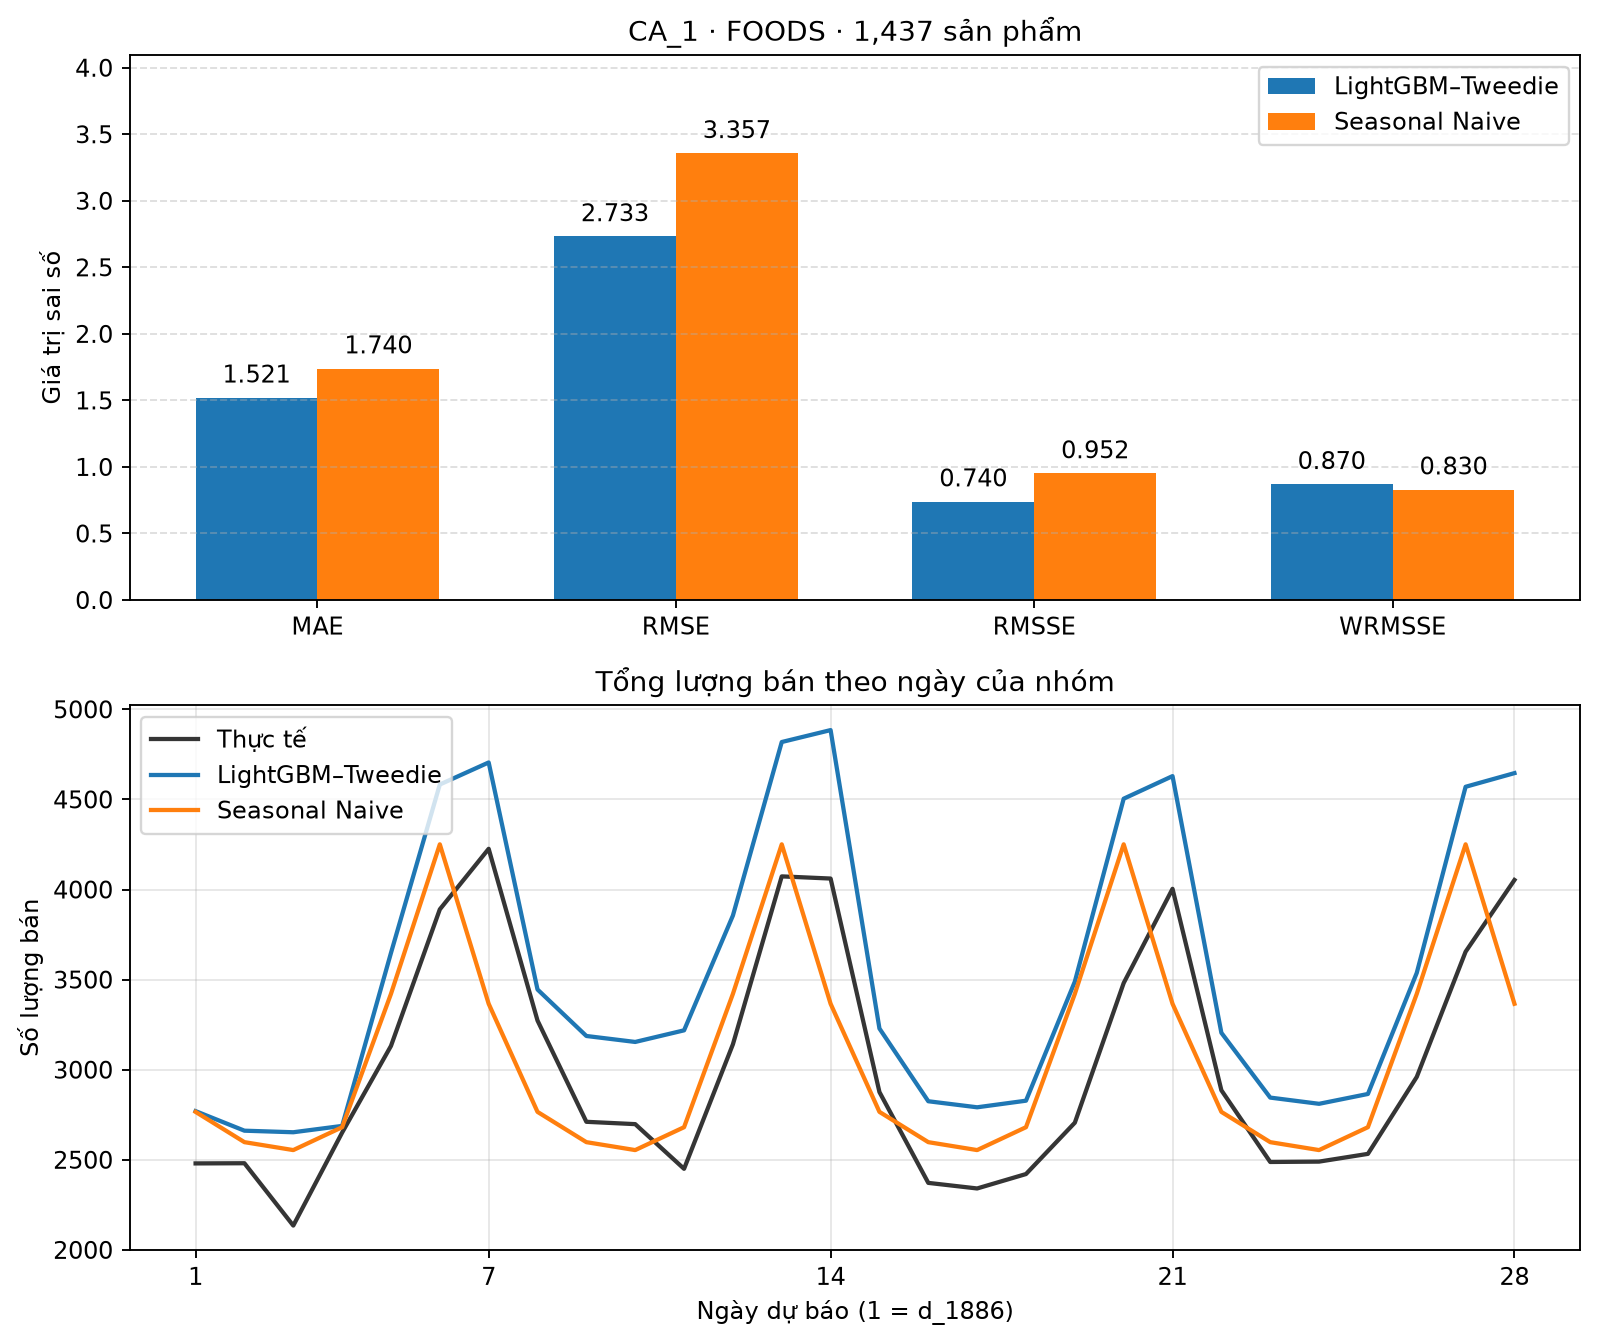 CA_1 · FOODS · 1,437 sản phẩm
4.0
3.5
3.0
2.5
2.0
1.5
1.0
0.5
0.0
Giá trị sai số
LightGBM–Tweedie
Seasonal Naive
1.521
1.740
2.733
3.357
0.740
0.952
0.870
0.830
MAE
RMSE
RMSSE
WRMSSE
Tổng lượng bán theo ngày của nhóm
5000
4500
4000
3500
3000
2500
2000
Số lượng bán
Thực tế
LightGBM–Tweedie
Seasonal Naive
1
7
14
21
28
Ngày dự báo (1 = d_1886)